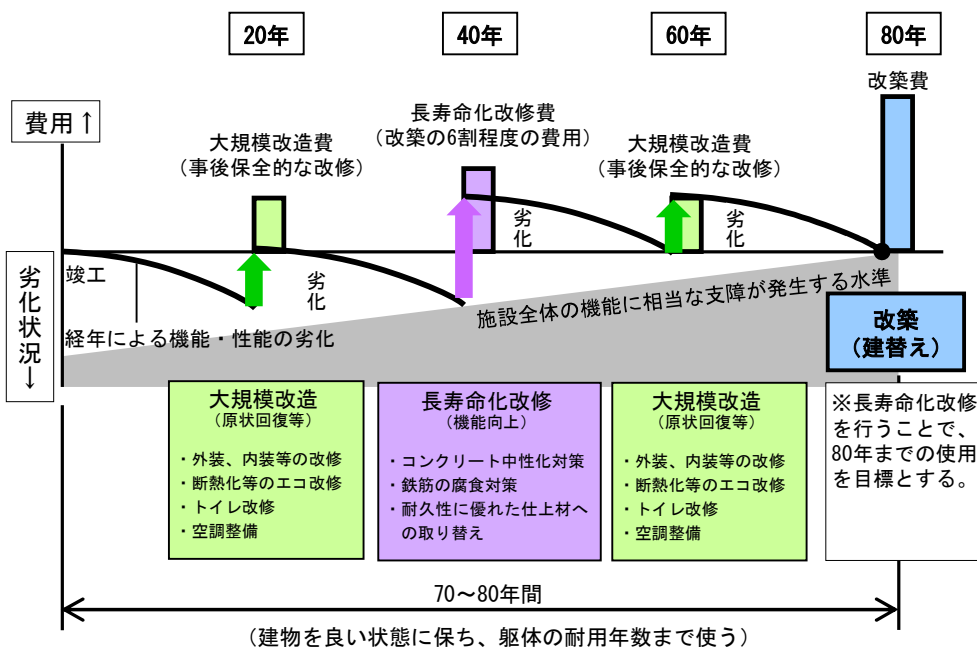 20年
40年
60年
80年
改築費
費用↑
長寿命化改修費
(改築の6割程度の費用)
大規模改造費
(事後保全的な改修)
大規模改造費
(事後保全的な改修)
劣化
劣化
劣化
竣工
経年による機能・性能の劣化
劣化状況↓
施設全体の機能に相当な支障が発生する水準
改築
(建替え)
大規模改造
(原状回復等)
・外装、内装等の改修
・断熱化等のエコ改修
・トイレ改修
・空調整備
長寿命化改修
(機能向上)
・コンクリート中性化対策
・鉄筋の腐食対策
・耐久性に優れた仕上材へ
の取り替え
大規模改造
(原状回復等)
・外装、内装等の改修
・断熱化等のエコ改修
・トイレ改修
・空調整備
※長寿命化改修
を行うことで、
80年までの使用
を目標とする。
70～80年間
(建物を良い状態に保ち、躯体の耐用年数まで使う)